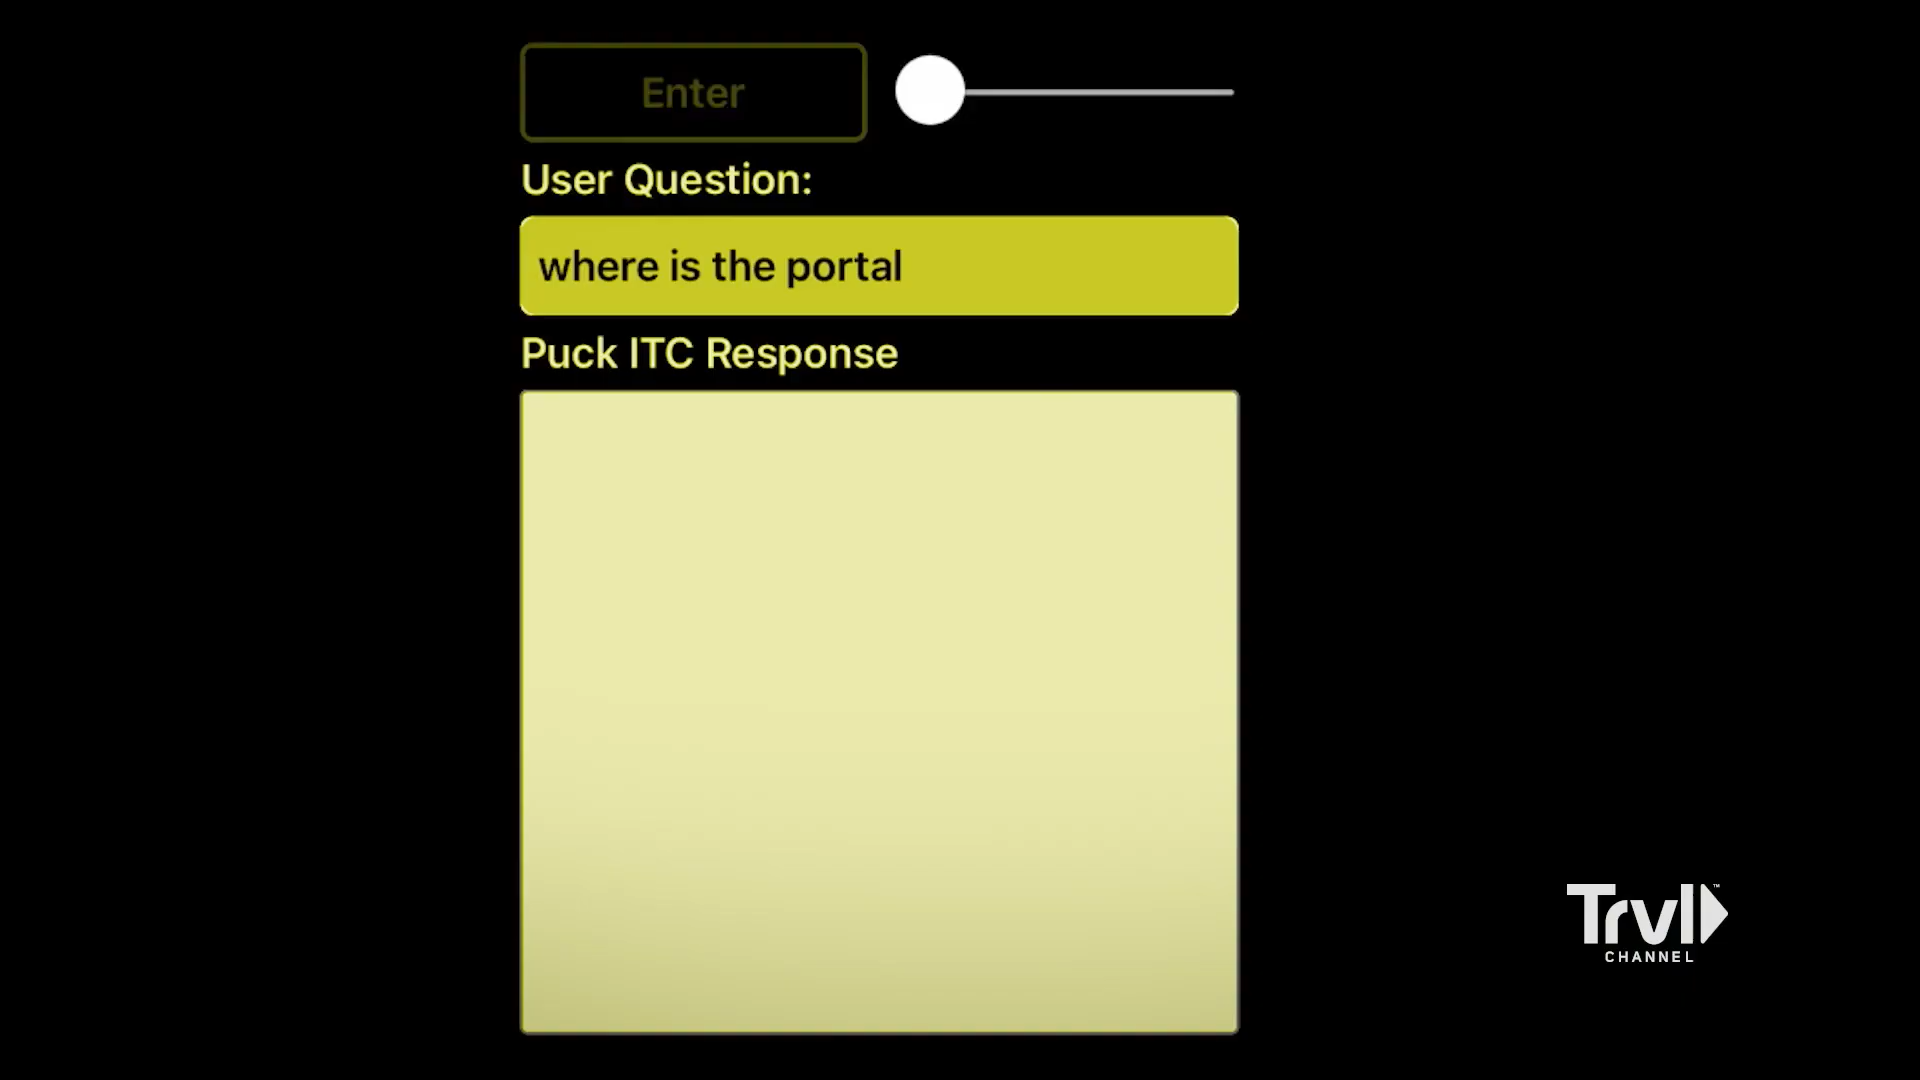 Enter
User Question:
where is the portal
Puck ITC Response
Trvl
CHANNEL